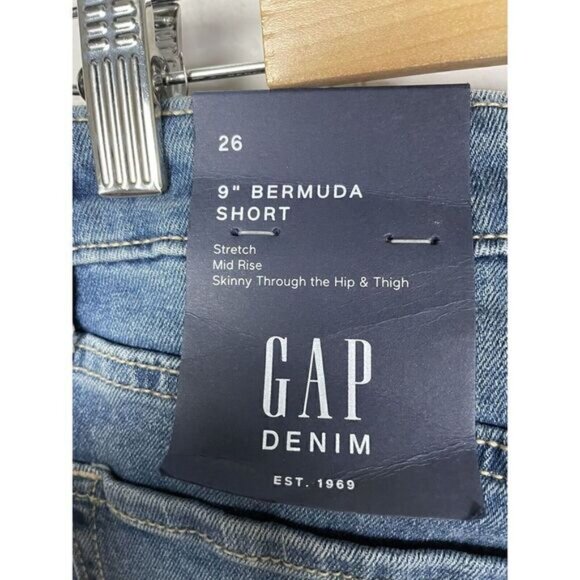 26
9" BERMUDA
SHORT
Stretch
Mid Rise
Skinny Through the Hip & Thigh
GAP
DENIM
EST. 1969